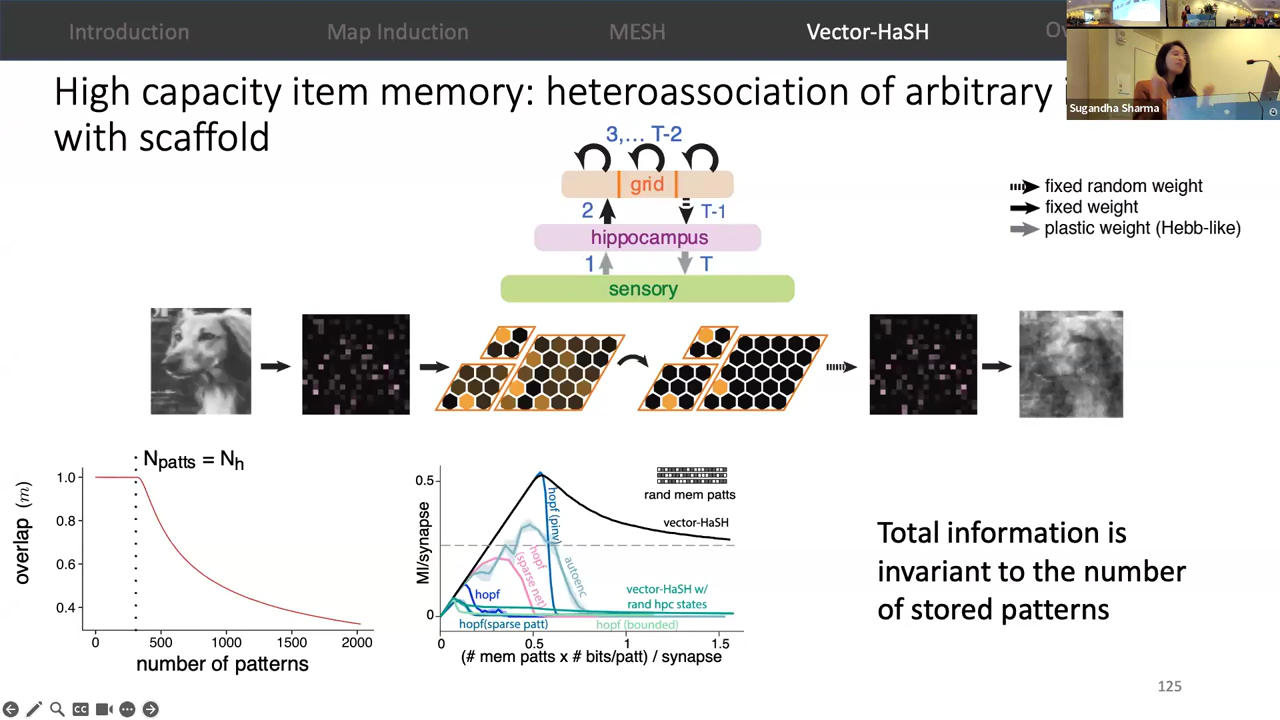 Introduction
Map Induction
MESH
Vector-HaSH
Sugandha Sharma
High capacity item memory: heteroassociation of arbitrary
with scaffold
3,... T-2
grid
2
T-1
hippocampus
1
T
sensory
fixed random weight
fixed weight
plastic weight (Hebb-like)
N_patts = N_h
overlap (m)
1.0
0.8
0.6
0.4
0
500
1000
1500
2000
number of patterns
MI/synapse
0.5
0
rand mem patts
vector-HaSH
hopf (pinv)
hopf
(sparse net)
autoenc
hopf
vector-HaSH w/
rand hpc states
hopf(sparse patt)
hopf (bounded)
0
0.5
1
1.5
(# mem patts x # bits/patt) / synapse
Total information is
invariant to the number
of stored patterns
125
CC